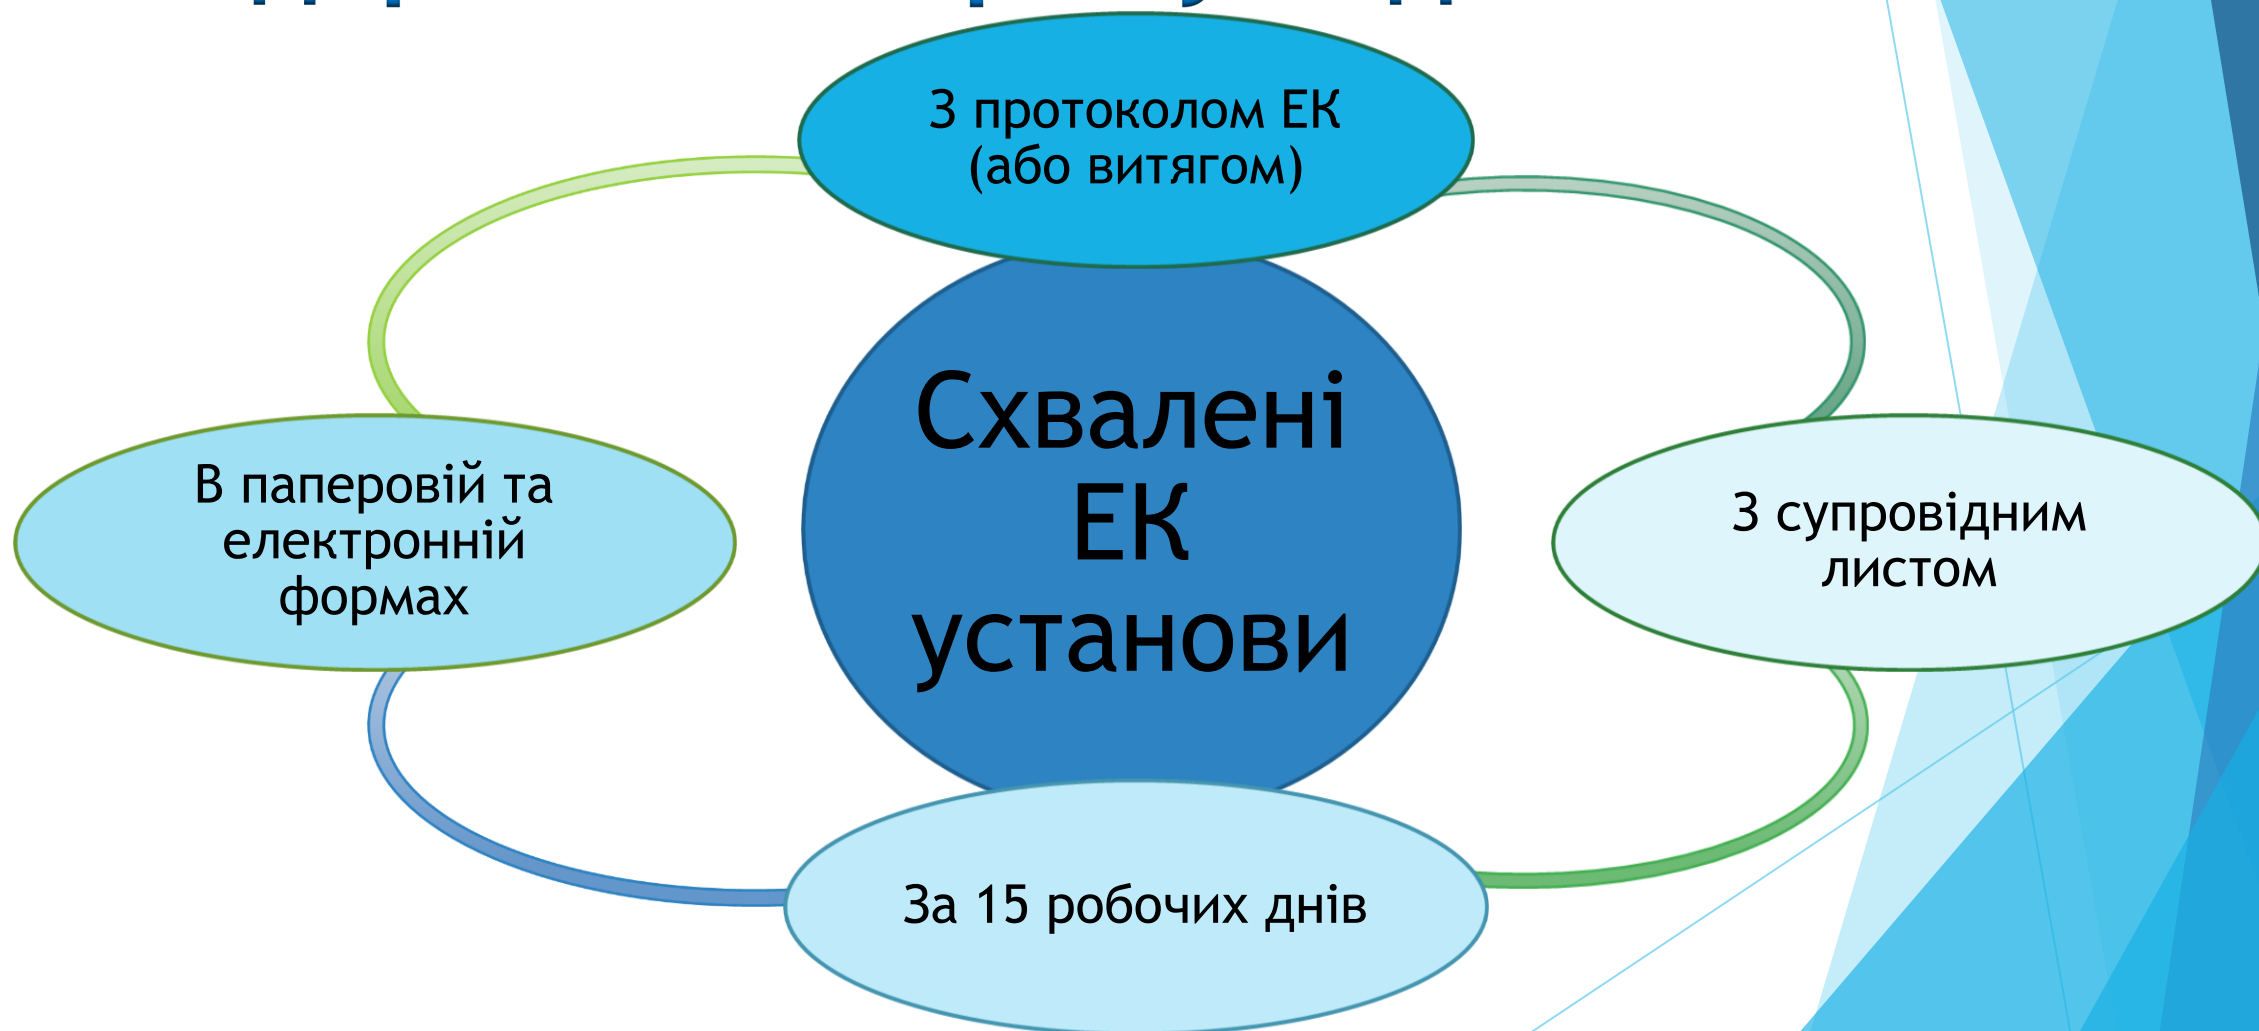 З протоколом ЕК
(або витягом)
Схвалені
ЕК
установи
В паперовій та
електронній
формах
З супровідним
листом
За 15 робочих днів